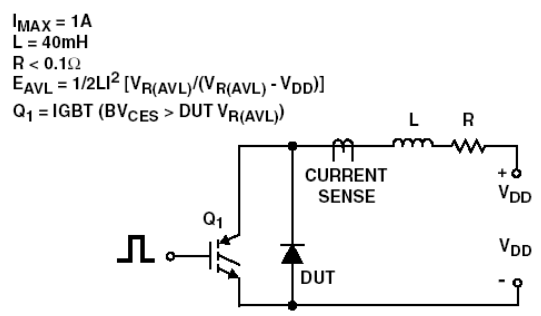 I_MAX = 1A
L = 40mH
R < 0.1Ω
E_AVL = 1/2LI² [V_R(AVL)/(V_R(AVL) - V_DD)]
Q₁ = IGBT (BV_CES > DUT V_R(AVL))
L R
CURRENT
SENSE
+
V_DD
Q₁
V_DD
DUT
-